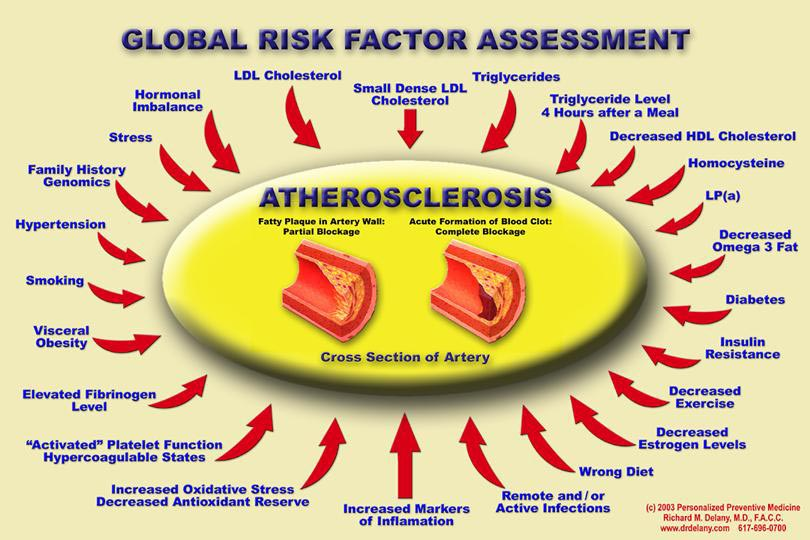 GLOBAL RISK FACTOR ASSESSMENT
LDL Cholesterol
Small Dense LDL
Cholesterol
Triglycerides
Triglyceride Level
4 Hours after a Meal
Decreased HDL Cholesterol
Homocysteine
LP(a)
Decreased
Omega 3 Fat
Diabetes
Insulin
Resistance
Decreased
Exercise
Decreased
Estrogen Levels
Wrong Diet
Remote and / or
Active Infections
Increased Markers
of Inflamation
Increased Oxidative Stress
Decreased Antioxidant Reserve
“Activated” Platelet Function
Hypercoagulable States
Elevated Fibrinogen
Level
Visceral
Obesity
Smoking
Hypertension
Family History
Genomics
Stress
Hormonal
Imbalance
ATHEROSCLEROSIS
Fatty Plaque in Artery Wall:
Partial Blockage
Acute Formation of Blood Clot:
Complete Blockage
Cross Section of Artery
(c) 2003 Personalized Preventive Medicine
Richard M. Delany, M.D., F.A.C.C.
www.drdelany.com 617-696-0700